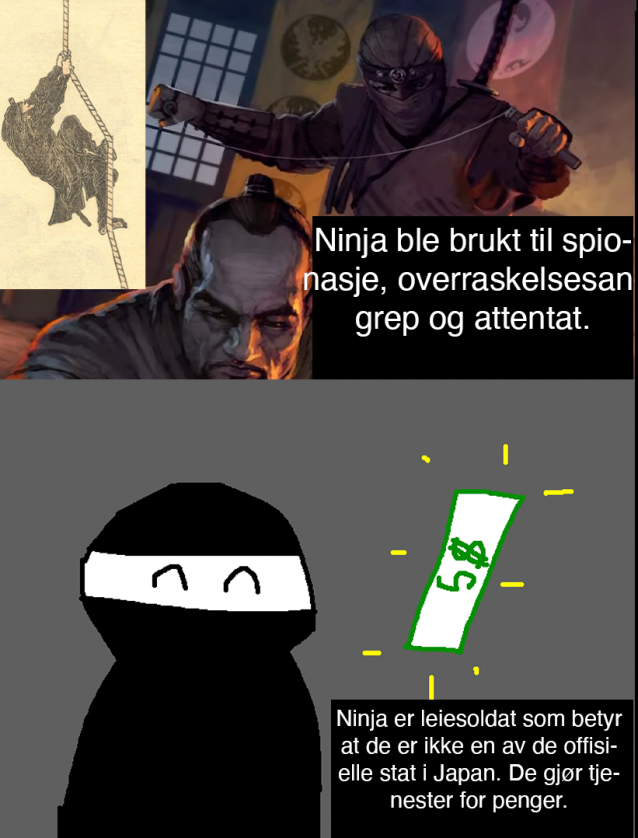 Ninja ble brukt til spio-
nasje, overraskelsesan
grep og attentat.
5$
Ninja er leiesoldat som betyr
at de er ikke en av de offisi-
elle stat i Japan. De gjør tje-
nester for penger.